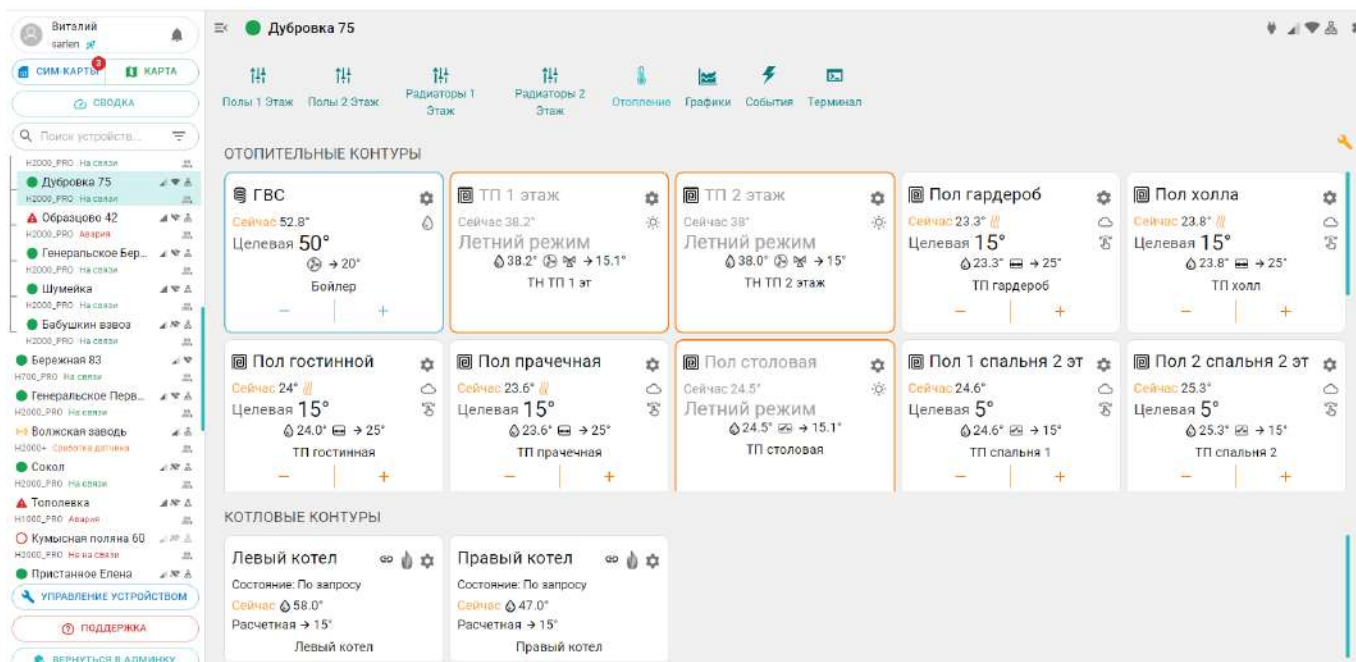 Виталий
sarlen
СИМ-КАРТЫ
3
КАРТА
СВОДКА
Поиск устройств...
H2000_PRO На связи
Дубровка 75
H2000_PRO На связи
Образцово 42
H2000_PRO Авария
Генеральское Бер...
H2000_PRO На связи
Шумейка
H2000_PRO На связи
Бабушкин взвоз
H2000_PRO На связи
Бережная 83
H700_PRO На связи
Генеральское Перв...
H2000_PRO На связи
Волжская заводь
H2000+ Сработка датчика
Сокол
H2000_PRO На связи
Тополевка
H1000_PRO Авария
Кумысная поляна 60
H2000_PRO Не на связи
Пристанное Елена
УПРАВЛЕНИЕ УСТРОЙСТВОМ
ПОДДЕРЖКА
ВЕРНУТЬСЯ В АДМИНКУ
Дубровка 75
Полы 1 Этаж
Полы 2 Этаж
Радиаторы 1
Этаж
Радиаторы 2
Этаж
Отопление
Графики
События
Терминал
ОТОПИТЕЛЬНЫЕ КОНТУРЫ
ГВС
Сейчас 52.8°
Целевая 50°
→ 20°
Бойлер
− +
ТП 1 этаж
Сейчас 38.2°
Летний режим
38.2° → 15.1°
ТН ТП 1 эт
ТП 2 этаж
Сейчас 38°
Летний режим
38.0° → 15°
ТН ТП 2 этаж
Пол гардероб
Сейчас 23.3°
Целевая 15°
23.3° → 25°
ТП гардероб
− +
Пол холла
Сейчас 23.8°
Целевая 15°
23.8° → 25°
ТП холл
− +
Пол гостинной
Сейчас 24°
Целевая 15°
24.0° → 25°
ТП гостинная
− +
Пол прачечная
Сейчас 23.6°
Целевая 15°
23.6° → 25°
ТП прачечная
− +
Пол столовая
Сейчас 24.5°
Летний режим
24.5° → 15.1°
ТП столовая
Пол 1 спальня 2 эт
Сейчас 24.6°
Целевая 5°
24.6° → 15°
ТП спальня 1
− +
Пол 2 спальня 2 эт
Сейчас 25.3°
Целевая 5°
25.3° → 15°
ТП спальня 2
− +
КОТЛОВЫЕ КОНТУРЫ
Левый котел
Состояние: По запросу
Сейчас 58.0°
Расчетная → 15°
Левый котел
Правый котел
Состояние: По запросу
Сейчас 47.0°
Расчетная → 15°
Правый котел